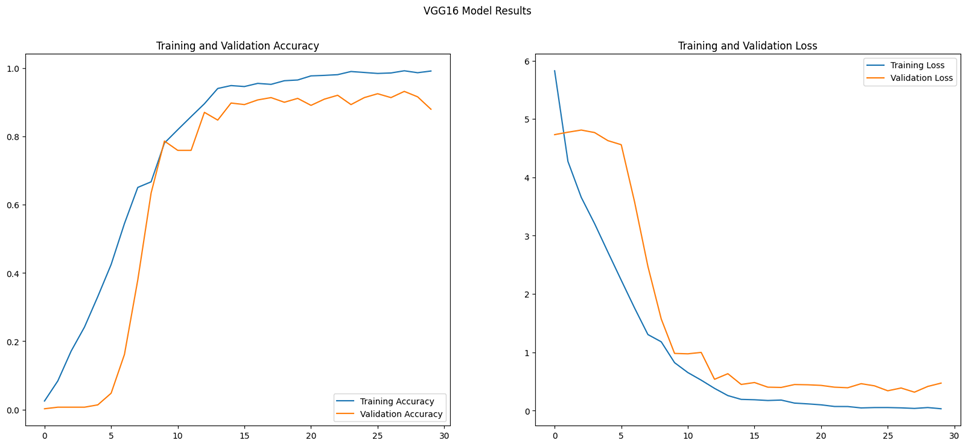 VGG16 Model Results
Training and Validation Accuracy
1.0
0.8
0.6
0.4
0.2
0.0
0 5 10 15 20 25 30
Training Accuracy
Validation Accuracy
Training and Validation Loss
6
5
4
3
2
1
0
0 5 10 15 20 25 30
Training Loss
Validation Loss